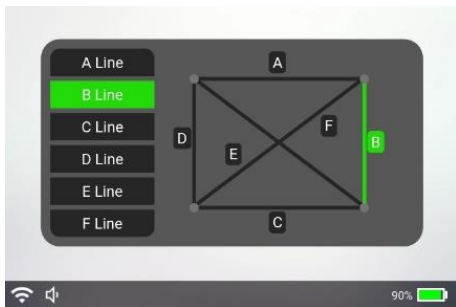 A Line
B Line
C Line
D Line
E Line
F Line
A
F
B
D
E
C
90%